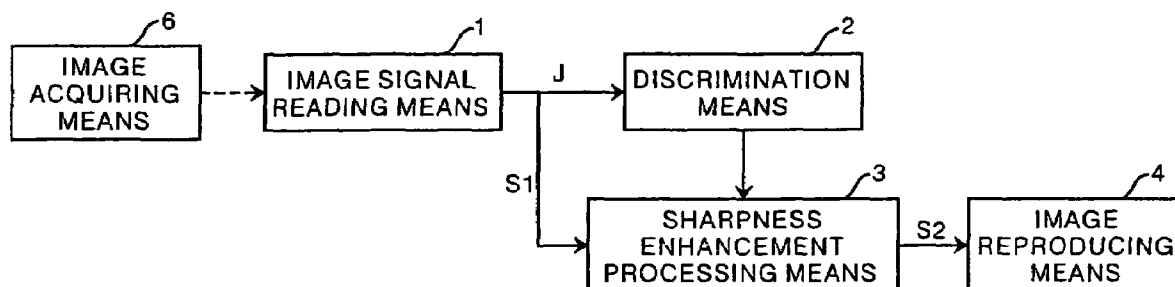 6
IMAGE
ACQUIRING
MEANS
1
IMAGE SIGNAL
READING MEANS
J
2
DISCRIMINATION
MEANS
S1
3
SHARPNESS
ENHANCEMENT
PROCESSING MEANS
S2
4
IMAGE
REPRODUCING
MEANS